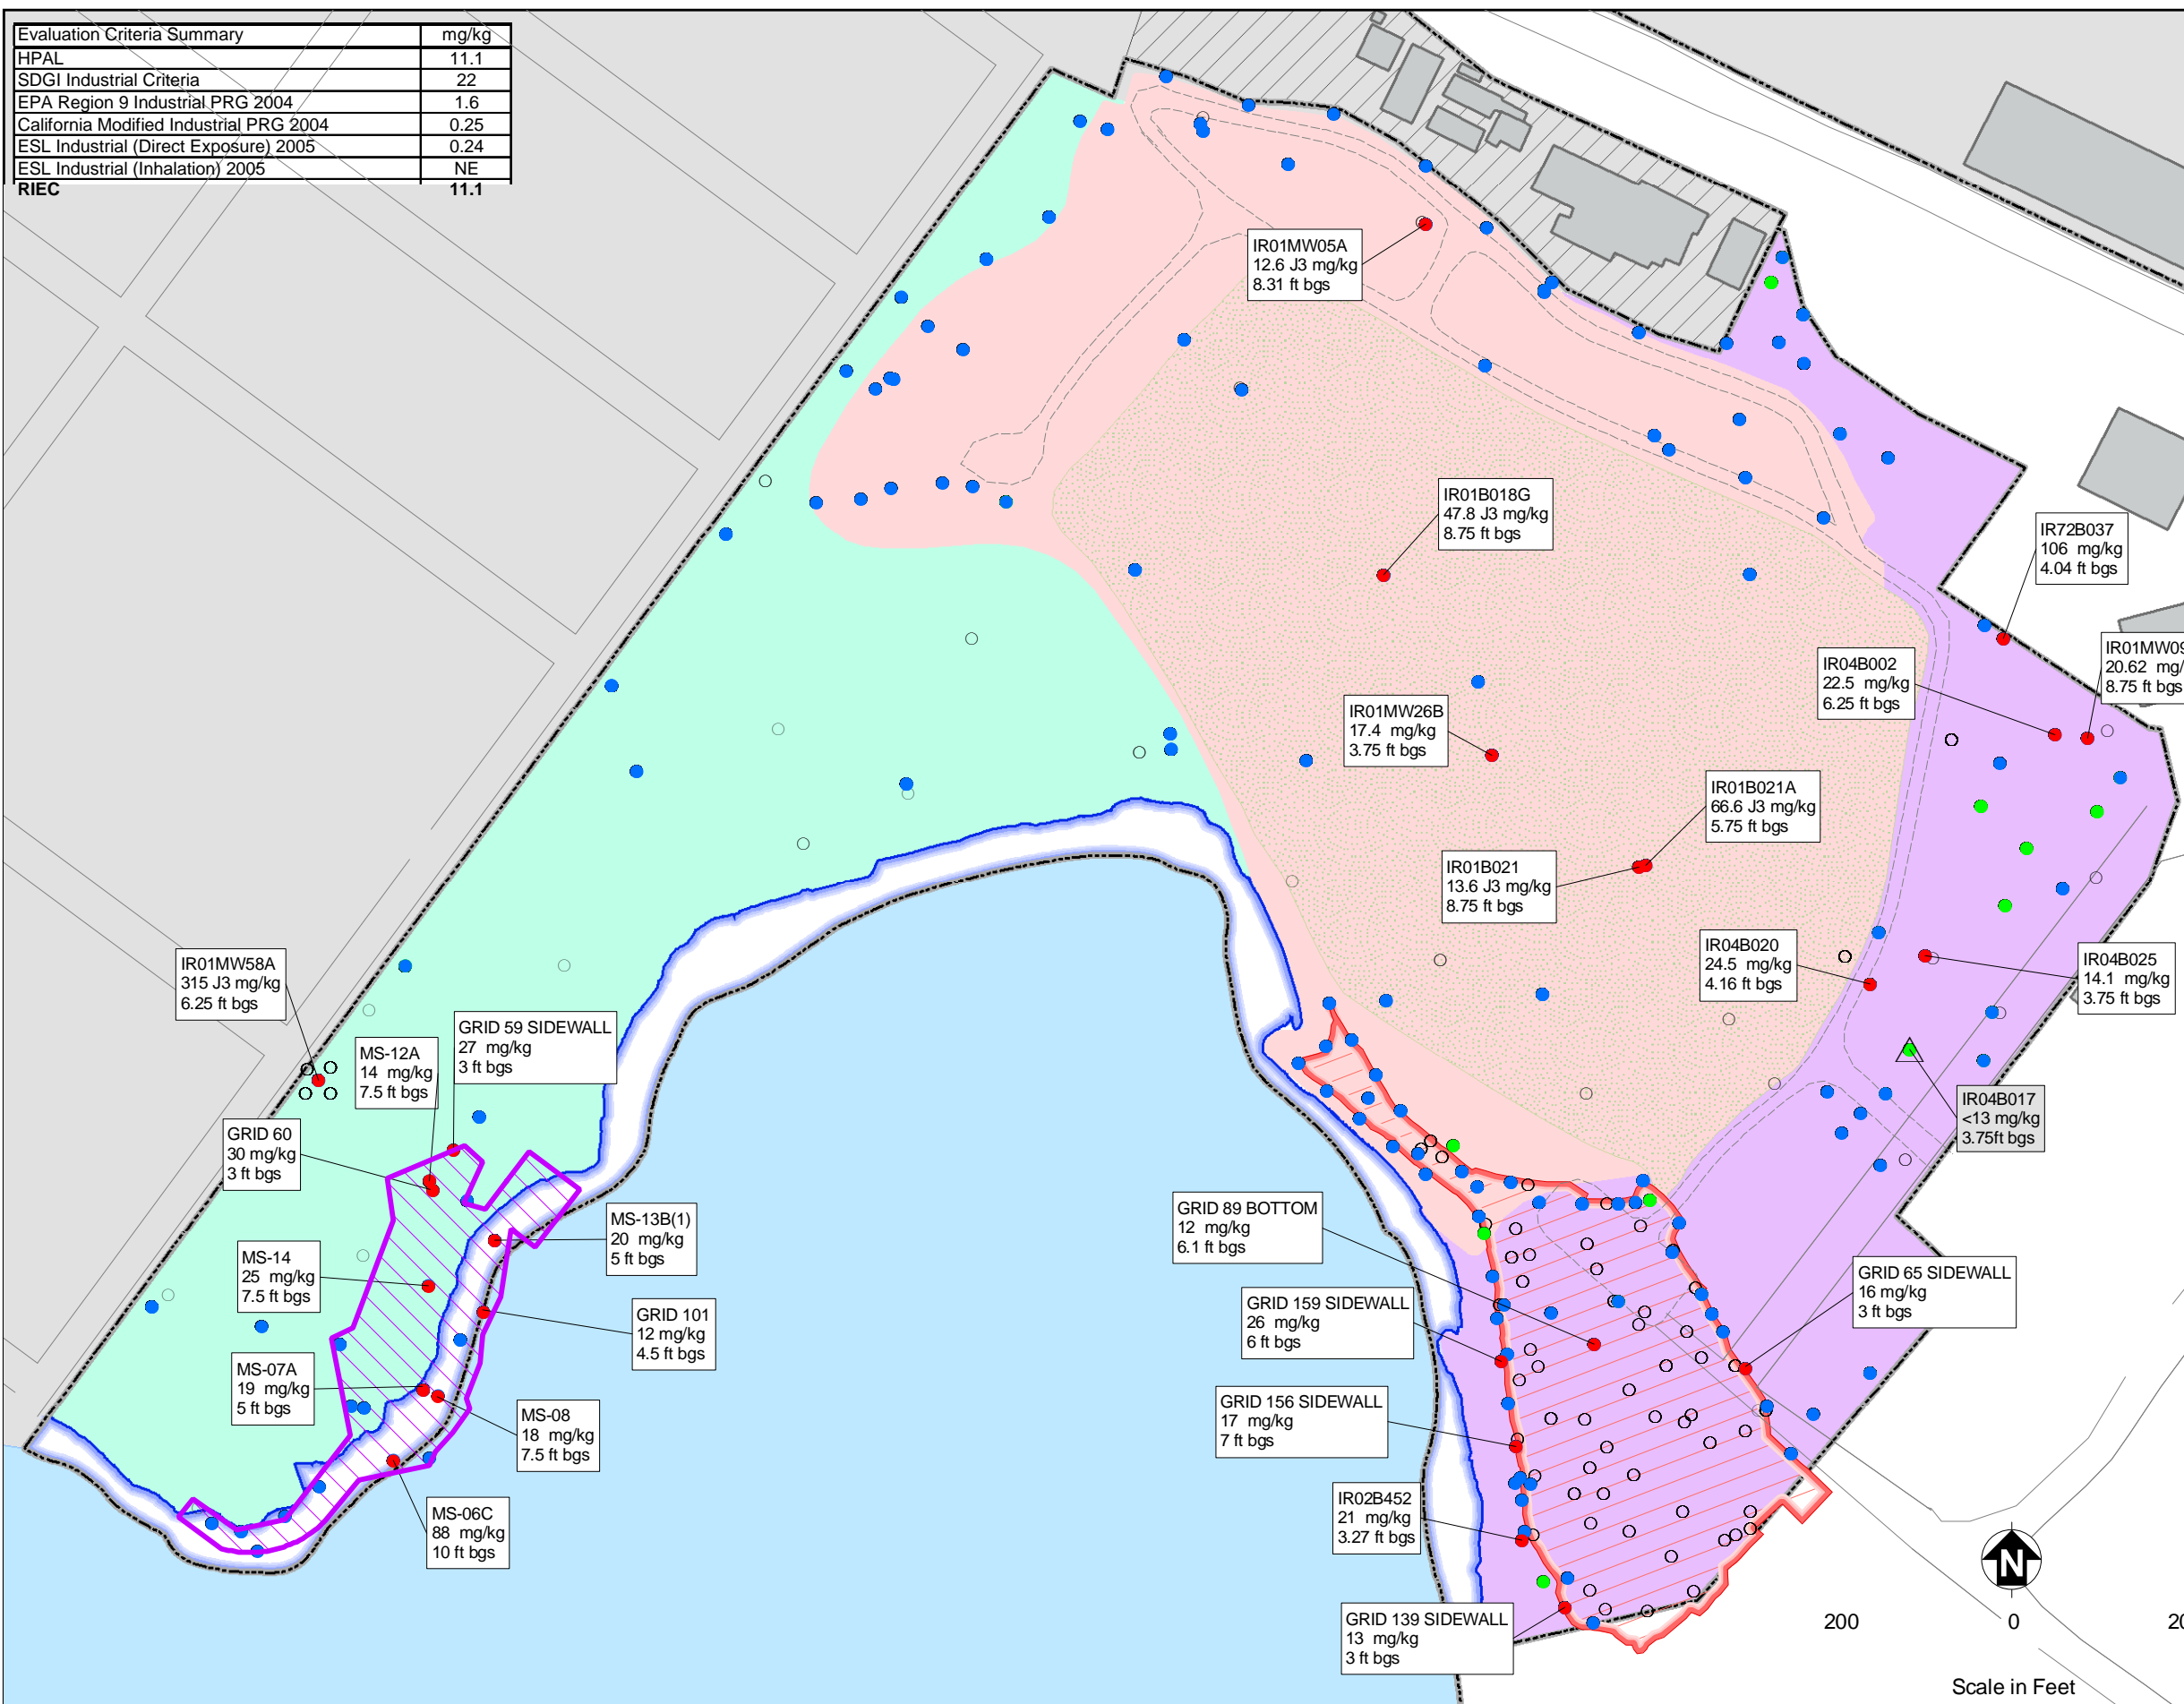 Evaluation Criteria Summary mg/kg
HPAL 11.1
SDGI Industrial Criteria 22
EPA Region 9 Industrial PRG 2004 1.6
California Modified Industrial PRG 2004 0.25
ESL Industrial (Direct Exposure) 2005 0.24
ESL Industrial (Inhalation) 2005 NE
RIEC 11.1
IR01MW05A
12.6 J3 mg/kg
8.31 ft bgs
IR01B018G
47.8 J3 mg/kg
8.75 ft bgs
IR72B037
106 mg/kg
4.04 ft bgs
IR04B002
22.5 mg/kg
6.25 ft bgs
IR01MW09
20.62 mg/
8.75 ft bgs
IR01MW26B
17.4 mg/kg
3.75 ft bgs
IR01B021A
66.6 J3 mg/kg
5.75 ft bgs
IR01B021
13.6 J3 mg/kg
8.75 ft bgs
IR04B020
24.5 mg/kg
4.16 ft bgs
IR04B025
14.1 mg/kg
3.75 ft bgs
IR01MW58A
315 J3 mg/kg
6.25 ft bgs
GRID 59 SIDEWALL
27 mg/kg
3 ft bgs
MS-12A
14 mg/kg
7.5 ft bgs
IR04B017
<13 mg/kg
3.75ft bgs
GRID 60
30 mg/kg
3 ft bgs
GRID 89 BOTTOM
12 mg/kg
6.1 ft bgs
MS-13B(1)
20 mg/kg
5 ft bgs
MS-14
25 mg/kg
7.5 ft bgs
GRID 65 SIDEWALL
16 mg/kg
3 ft bgs
GRID 159 SIDEWALL
26 mg/kg
6 ft bgs
GRID 101
12 mg/kg
4.5 ft bgs
MS-07A
19 mg/kg
5 ft bgs
GRID 156 SIDEWALL
17 mg/kg
7 ft bgs
MS-08
18 mg/kg
7.5 ft bgs
IR02B452
21 mg/kg
3.27 ft bgs
MS-06C
88 mg/kg
10 ft bgs
N
GRID 139 SIDEWALL
13 mg/kg
3 ft bgs
200 0 20
Scale in Feet